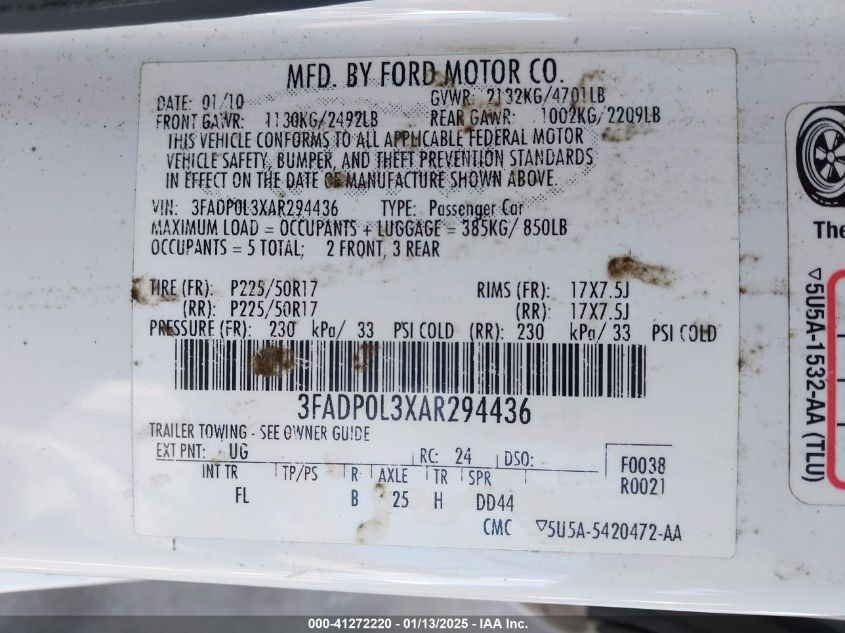 MFD. BY FORD MOTOR CO.
DATE: 01/10 GVWR: 2132KG/4701LB
FRONT GAWR: 1130KG/2492LB REAR GAWR: 1002KG/2209LB
THIS VEHICLE CONFORMS TO ALL APPLICABLE FEDERAL MOTOR
VEHICLE SAFETY, BUMPER, AND THEFT PREVENTION STANDARDS
IN EFFECT ON THE DATE OF MANUFACTURE SHOWN ABOVE.
VIN: 3FADP0L3XAR294436 TYPE: Passenger Car
MAXIMUM LOAD = OCCUPANTS + LUGGAGE = 385KG/ 850LB
OCCUPANTS = 5 TOTAL; 2 FRONT, 3 REAR
TIRE (FR): P225/50R17 RIMS (FR): 17X7.5J
(RR): P225/50R17 (RR): 17X7.5J
PRESSURE (FR): 230 kPa/ 33 PSI COLD (RR): 230 kPa/ 33 PSI COLD
3FADP0L3XAR294436
TRAILER TOWING - SEE OWNER GUIDE
EXT PNT: UG RC: 24 DSO:
F0038
R0021
INT TR TP/PS R AXLE TR SPR
FL B 25 H DD44
CMC ▽5U5A-5420472-AA
The
▽5U5A-1532-AA (TLU)
000-41272220 - 01/13/2025 - IAA Inc.